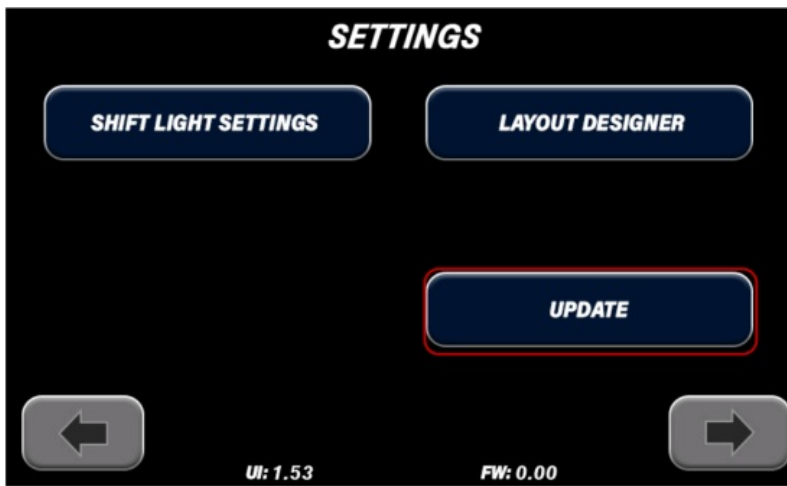 SETTINGS
SHIFT LIGHT SETTINGS
LAYOUT DESIGNER
UPDATE
UI: 1.53
FW: 0.00